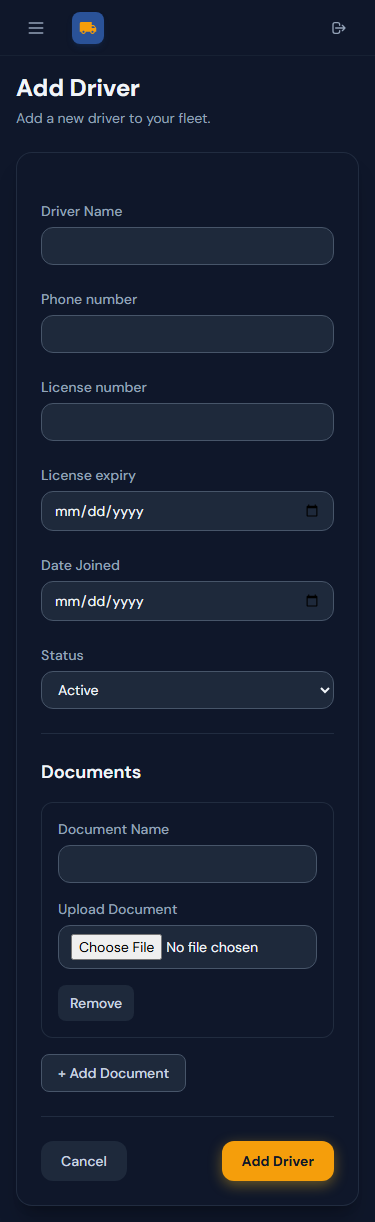 Add Driver
Add a new driver to your fleet.
Driver Name
Phone number
License number
License expiry
mm/dd/yyyy
Date Joined
mm/dd/yyyy
Status
Active
Documents
Document Name
Upload Document
Choose File No file chosen
Remove
+ Add Document
Cancel Add Driver